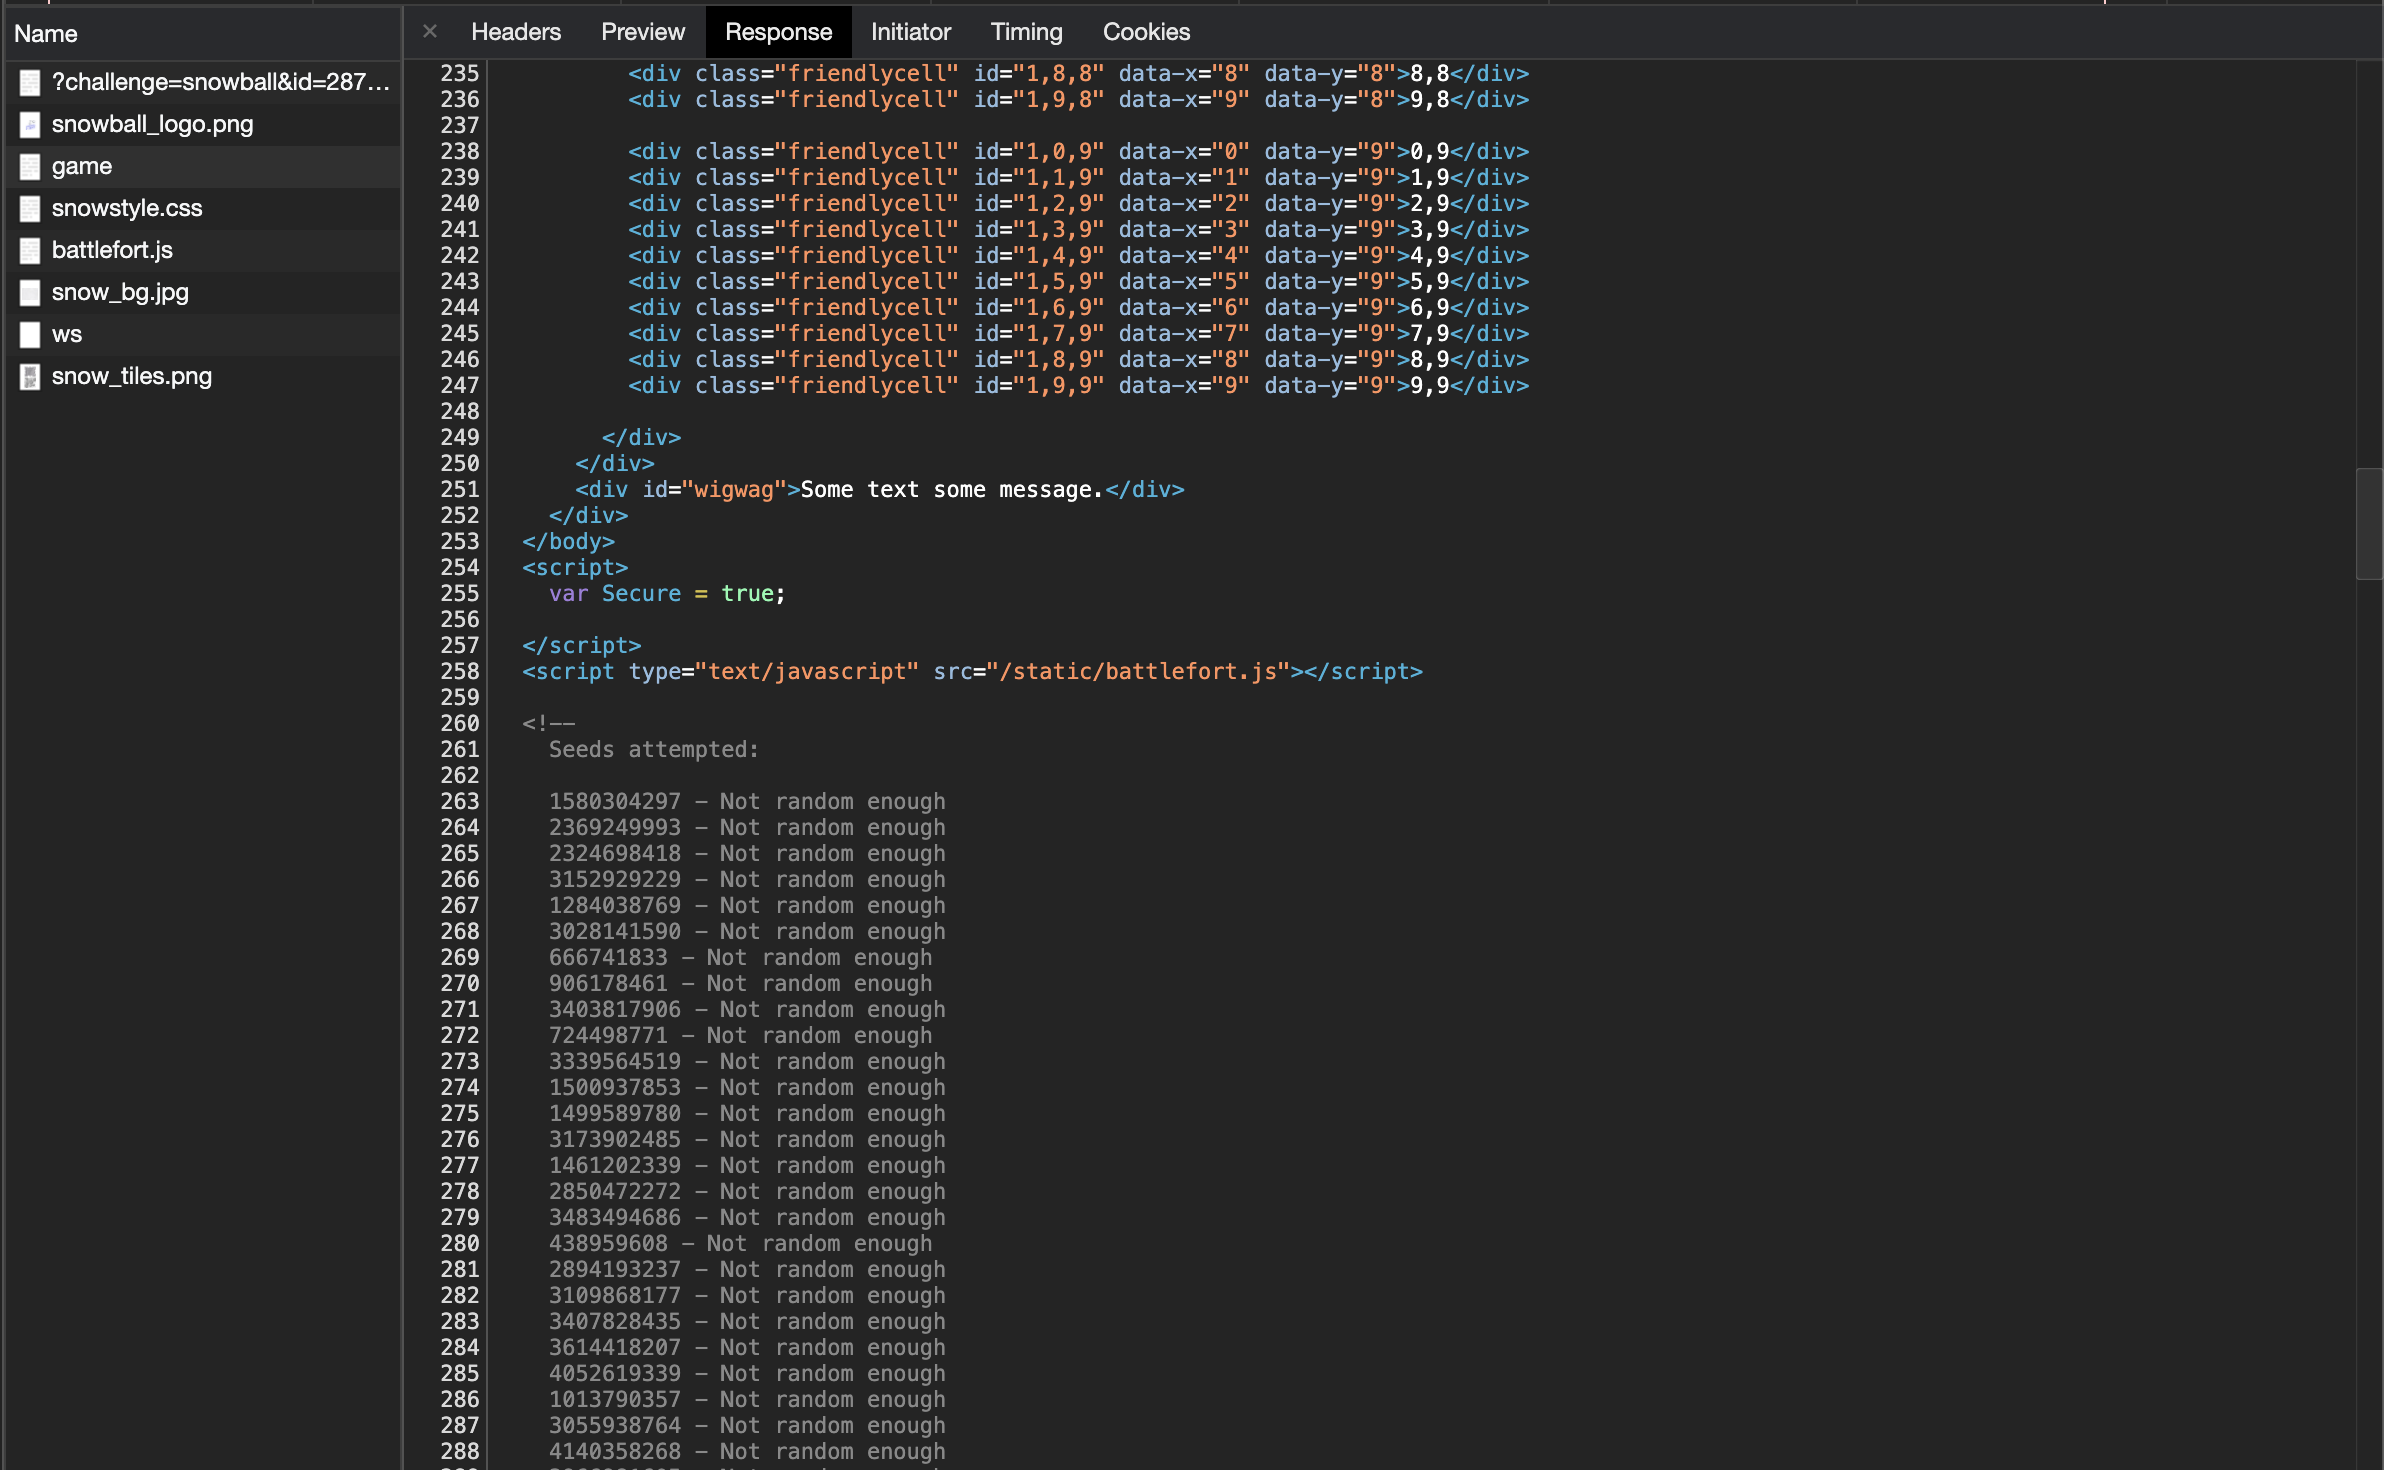 Name
?challenge=snowball&id=287...
snowball_logo.png
game
snowstyle.css
battlefort.js
snow_bg.jpg
ws
snow_tiles.png
× Headers Preview Response Initiator Timing Cookies
235 <div class="friendlycell" id="1,8,8" data-x="8" data-y="8">8,8</div>
236 <div class="friendlycell" id="1,9,8" data-x="9" data-y="8">9,8</div>
237
238 <div class="friendlycell" id="1,0,9" data-x="0" data-y="9">0,9</div>
239 <div class="friendlycell" id="1,1,9" data-x="1" data-y="9">1,9</div>
240 <div class="friendlycell" id="1,2,9" data-x="2" data-y="9">2,9</div>
241 <div class="friendlycell" id="1,3,9" data-x="3" data-y="9">3,9</div>
242 <div class="friendlycell" id="1,4,9" data-x="4" data-y="9">4,9</div>
243 <div class="friendlycell" id="1,5,9" data-x="5" data-y="9">5,9</div>
244 <div class="friendlycell" id="1,6,9" data-x="6" data-y="9">6,9</div>
245 <div class="friendlycell" id="1,7,9" data-x="7" data-y="9">7,9</div>
246 <div class="friendlycell" id="1,8,9" data-x="8" data-y="9">8,9</div>
247 <div class="friendlycell" id="1,9,9" data-x="9" data-y="9">9,9</div>
248
249 </div>
250 </div>
251 <div id="wigwag">Some text some message.</div>
252 </div>
253 </body>
254 <script>
255 var Secure = true;
256
257 </script>
258 <script type="text/javascript" src="/static/battlefort.js"></script>
259
260 <!--
261 Seeds attempted:
262
263 1580304297 - Not random enough
264 2369249993 - Not random enough
265 2324698418 - Not random enough
266 3152929229 - Not random enough
267 1284038769 - Not random enough
268 3028141590 - Not random enough
269 666741833 - Not random enough
270 906178461 - Not random enough
271 3403817906 - Not random enough
272 724498771 - Not random enough
273 3339564519 - Not random enough
274 1500937853 - Not random enough
275 1499589780 - Not random enough
276 3173902485 - Not random enough
277 1461202339 - Not random enough
278 2850472272 - Not random enough
279 3483494686 - Not random enough
280 438959608 - Not random enough
281 2894193237 - Not random enough
282 3109868177 - Not random enough
283 3407828435 - Not random enough
284 3614418207 - Not random enough
285 4052619339 - Not random enough
286 1013790357 - Not random enough
287 3055938764 - Not random enough
288 4140358268 - Not random enough